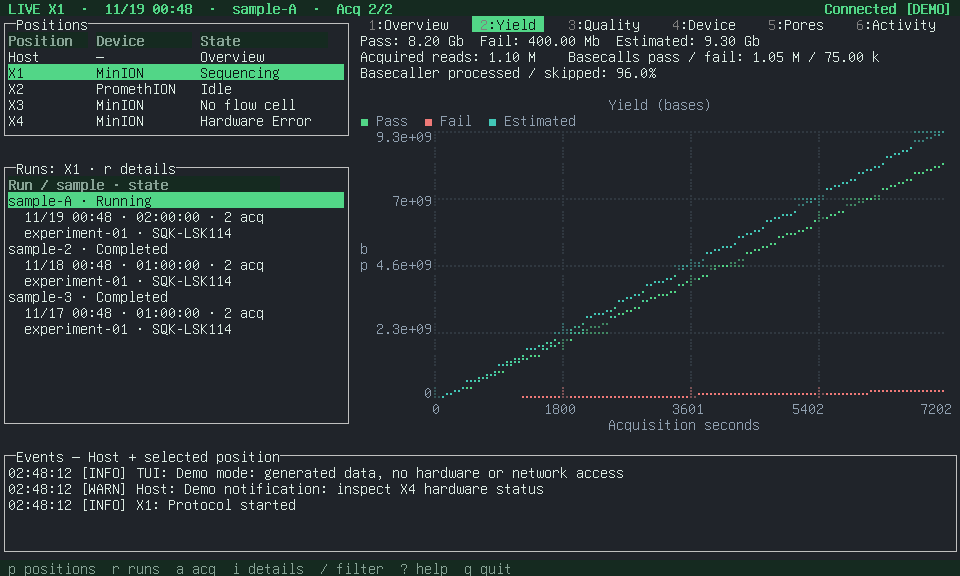 LIVE X1 · 11/19 00:48 · sample-A · Acq 2/2 Connected [DEMO]
Positions
Position Device State
Host — Overview
X1 MinION Sequencing
X2 PromethION Idle
X3 MinION No flow cell
X4 MinION Hardware Error
Runs: X1 · r details
Run / sample · state
sample-A · Running
11/19 00:48 · 02:00:00 · 2 acq
experiment-01 · SQK-LSK114
sample-2 · Completed
11/18 00:48 · 01:00:00 · 2 acq
experiment-01 · SQK-LSK114
sample-3 · Completed
11/17 00:48 · 01:00:00 · 2 acq
experiment-01 · SQK-LSK114
1:Overview 2:Yield 3:Quality 4:Device 5:Pores 6:Activity
Pass: 8.20 Gb Fail: 400.00 Mb Estimated: 9.30 Gb
Acquired reads: 1.10 M Basecalls pass / fail: 1.05 M / 75.00 k
Basecaller processed / skipped: 96.0%
Yield (bases)
Pass Fail Estimated
9.3e+09
7e+09
b
p 4.6e+09
2.3e+09
0
0 1800 3601 5402 7202
Acquisition seconds
Events — Host + selected position
02:48:12 [INFO] TUI: Demo mode: generated data, no hardware or network access
02:48:12 [WARN] Host: Demo notification: inspect X4 hardware status
02:48:12 [INFO] X1: Protocol started
p positions r runs a acq i details / filter ? help q quit